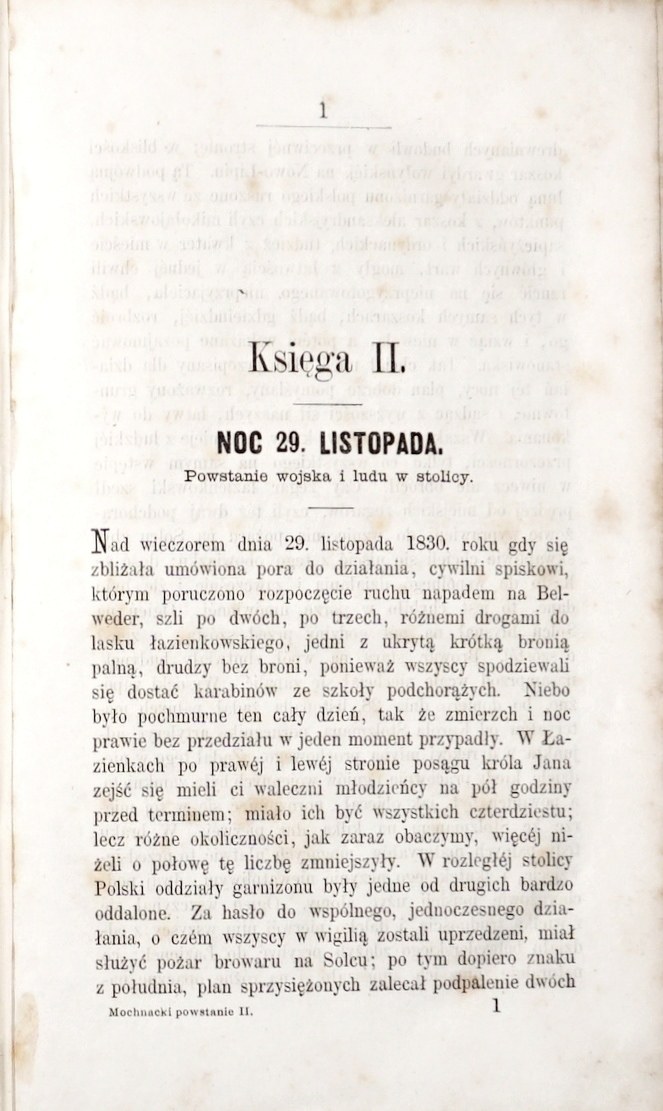 1
Księga II.
NOC 29. LISTOPADA.
Powstanie wojska i ludu w stolicy.
Nad wieczorem dnia 29. listopada 1830. roku gdy się
zbliżała umówiona pora do działania, cywilni spiskowi,
którym poruczono rozpoczęcie ruchu napadem na Bel-
weder, szli po dwóch, po trzech, różnemi drogami do
lasku łazienkowskiego, jedni z ukrytą krótką bronią
palną, drudzy bez broni, ponieważ wszyscy spodziewali
się dostać karabinów ze szkoły podchorążych. Niebo
było pochmurne ten cały dzień, tak że zmierzch i noc
prawie bez przedziału w jeden moment przypadły. W Ła-
zienkach po prawéj i lewéj stronie posągu króla Jana
zejść się mieli ci waleczni młodzieńcy na pół godziny
przed terminem; miało ich być wszystkich czterdziestu;
lecz różne okoliczności, jak zaraz obaczymy, więcéj ni-
żeli o połowę tę liczbę zmniejszyły. W rozległéj stolicy
Polski oddziały garnizonu były jedne od drugich bardzo
oddalone. Za hasło do wspólnego, jednoczesnego dzia-
łania, o czém wszyscy w wigilią zostali uprzedzeni, miał
służyć pożar browaru na Solcu; po tym dopiero znaku
z południa, plan sprzysiężonych zalecał podpalenie dwóch
Mochnacki powstanie II. 1